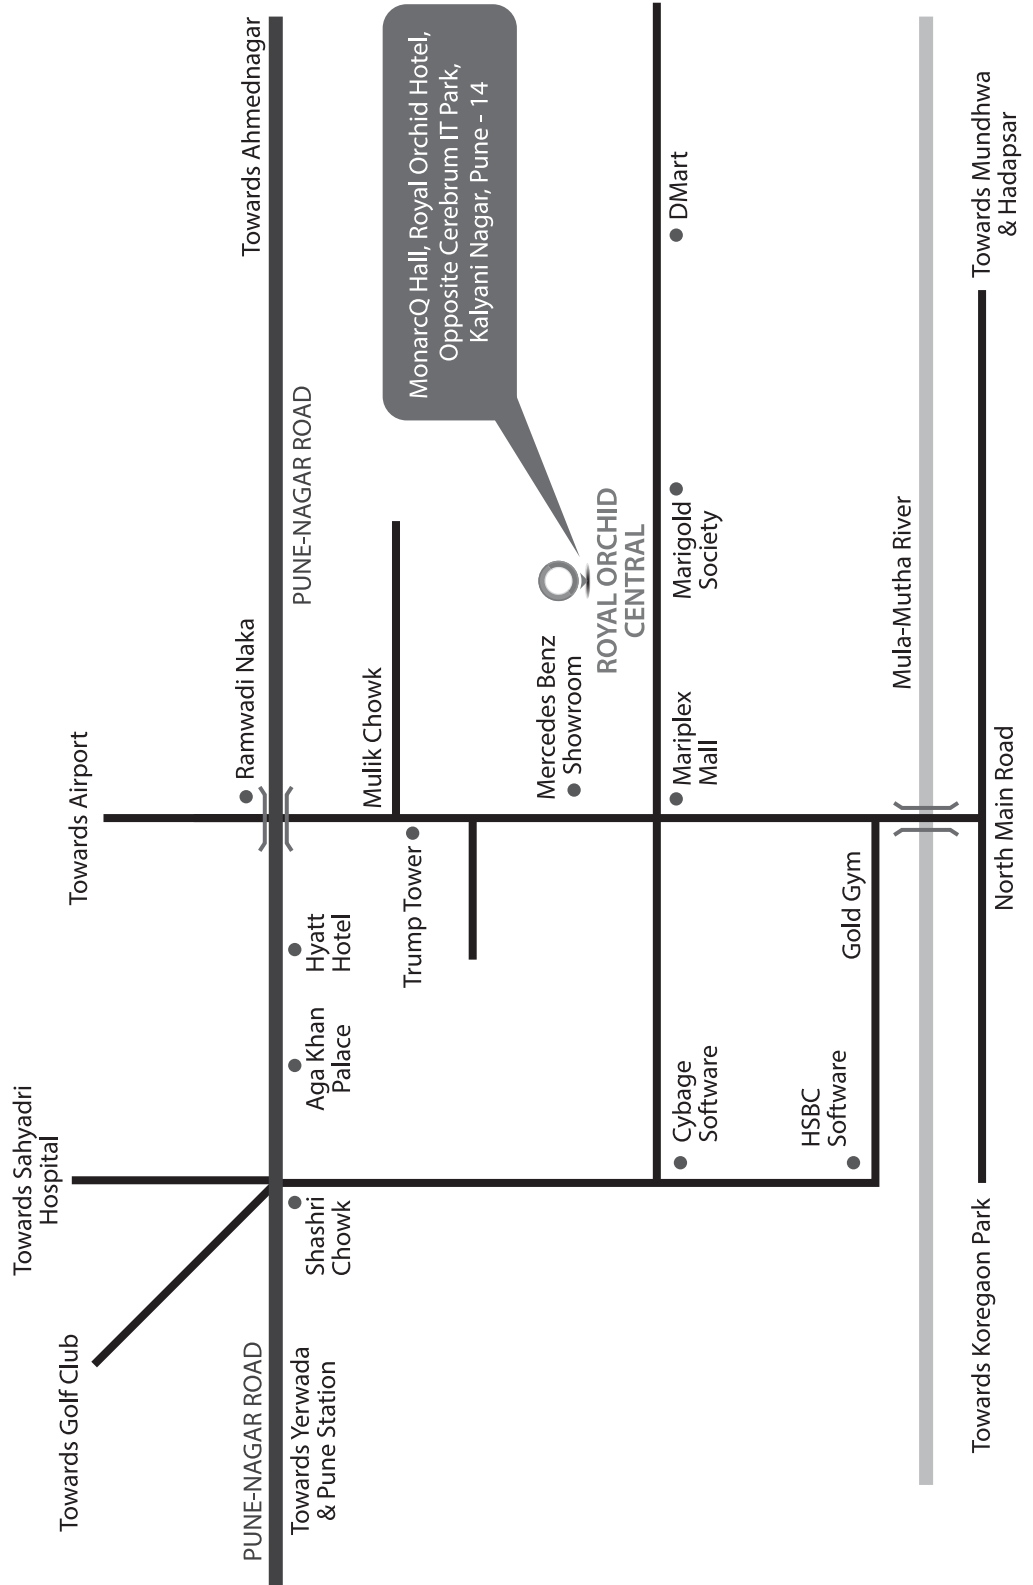 Towards Golf Club
Towards Sahyadri
Hospital
Towards Airport
PUNE-NAGAR ROAD
Towards Yerwada
& Pune Station
Shashri
Chowk
Aga Khan
Palace
Hyatt
Hotel
Ramwadi Naka
PUNE-NAGAR ROAD
Towards Ahmednagar
Trump Tower
Mulik Chowk
MonarcQ Hall, Royal Orchid Hotel,
Opposite Cerebrum IT Park,
Kalyani Nagar, Pune - 14
Mercedes Benz
Showroom
ROYAL ORCHID
CENTRAL
Cybage
Software
Mariplex
Mall
Marigold
Society
DMart
HSBC
Software
Gold Gym
Mula-Mutha River
Towards Koregaon Park
North Main Road
Towards Mundhwa
& Hadapsar